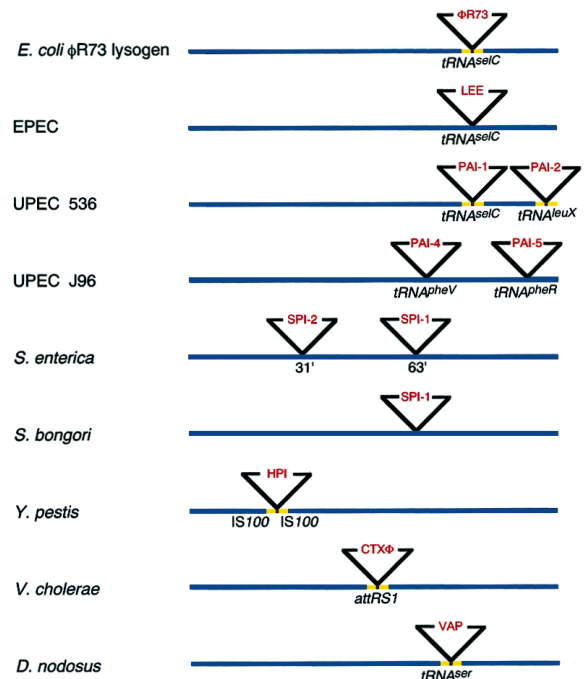 ΦR73
E. coli ϕR73 lysogen
tRNAselC
LEE
EPEC
tRNAselC
PAI-1 PAI-2
UPEC 536
tRNAselC tRNAleuX
PAI-4 PAI-5
UPEC J96
tRNApheV tRNApheR
SPI-2 SPI-1
S. enterica
31' 63'
SPI-1
S. bongori
HPI
Y. pestis
IS100 IS100
CTXΦ
V. cholerae
attRS1
VAP
D. nodosus
tRNAser